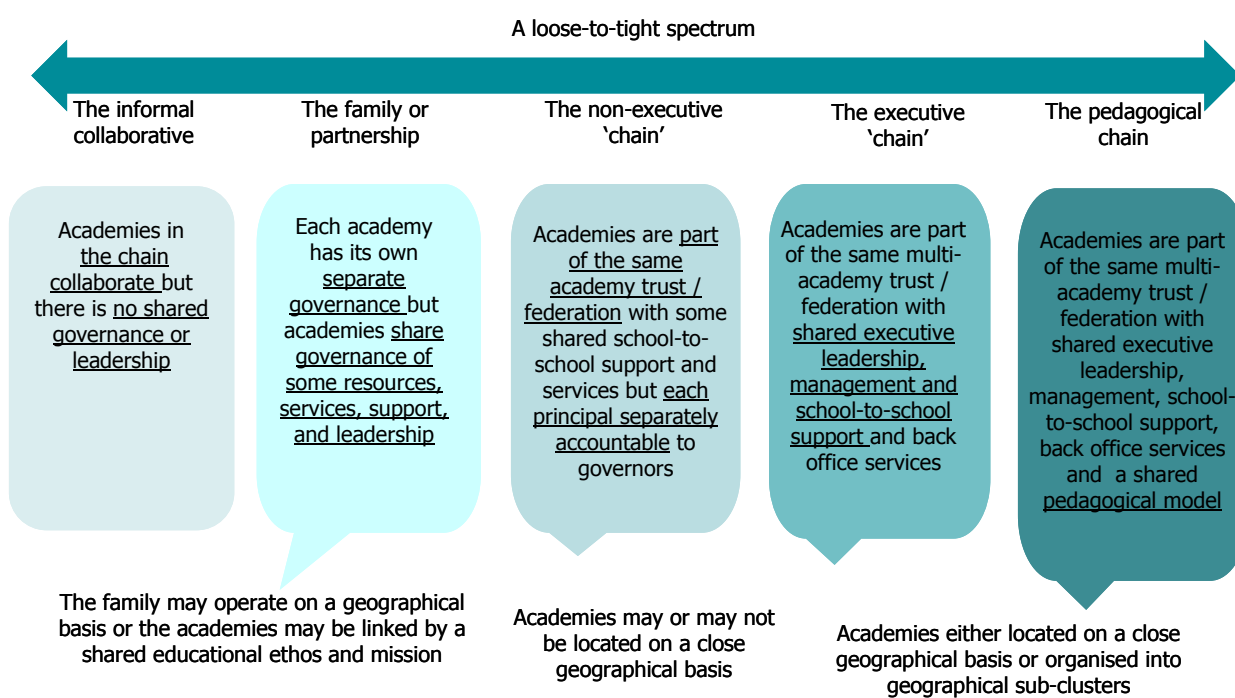 A loose-to-tight spectrum
The informal
collaborative
The family or
partnership
The non-executive
‘chain’
The executive
‘chain’
The pedagogical
chain
Academies in
the chain
collaborate but
there is no shared
governance or
leadership
Each academy
has its own
separate
governance but
academies share
governance of
some resources,
services, support,
and leadership
Academies are part
of the same
academy trust /
federation with some
shared school-to-
school support and
services but each
principal separately
accountable to
governors
Academies are part
of the same multi-
academy trust /
federation with
shared executive
leadership,
management and
school-to-school
support and back
office services
Academies are part
of the same multi-
academy trust /
federation with
shared executive
leadership,
management, school-
to-school support,
back office services
and a shared
pedagogical model
The family may operate on a geographical
basis or the academies may be linked by a
shared educational ethos and mission
Academies may or may not
be located on a close
geographical basis
Academies either located on a close
geographical basis or organised into
geographical sub-clusters